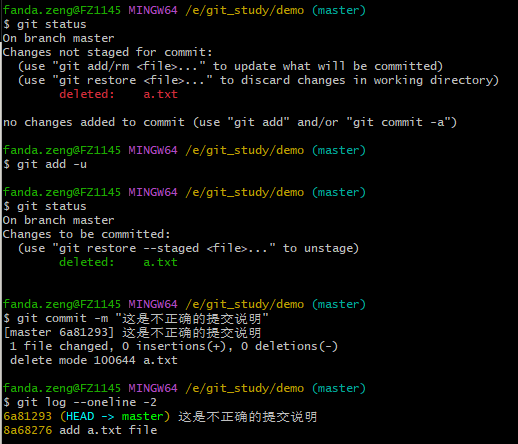 fanda.zeng@FZ1145 MINGW64 /e/git_study/demo (master)
$ git status
On branch master
Changes not staged for commit:
  (use "git add/rm <file>..." to update what will be committed)
  (use "git restore <file>..." to discard changes in working directory)
        deleted:    a.txt

no changes added to commit (use "git add" and/or "git commit -a")

fanda.zeng@FZ1145 MINGW64 /e/git_study/demo (master)
$ git add -u

fanda.zeng@FZ1145 MINGW64 /e/git_study/demo (master)
$ git status
On branch master
Changes to be committed:
  (use "git restore --staged <file>..." to unstage)
        deleted:    a.txt

fanda.zeng@FZ1145 MINGW64 /e/git_study/demo (master)
$ git commit -m "这是不正确的提交说明"
[master 6a81293] 这是不正确的提交说明
 1 file changed, 0 insertions(+), 0 deletions(-)
 delete mode 100644 a.txt

fanda.zeng@FZ1145 MINGW64 /e/git_study/demo (master)
$ git log --oneline -2
6a81293 (HEAD -> master) 这是不正确的提交说明
8a68276 add a.txt file